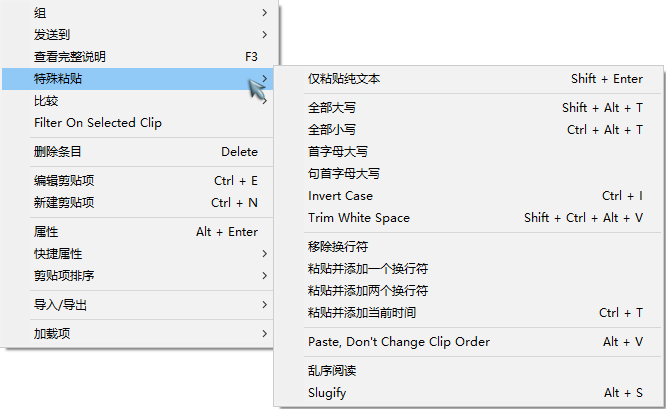 组
发送到
查看完整说明 F3
特殊粘贴
比较
Filter On Selected Clip
删除条目 Delete
编辑剪贴项 Ctrl + E
新建剪贴项 Ctrl + N
属性 Alt + Enter
快捷属性
剪贴项排序
导入/导出
加载项
仅粘贴纯文本 Shift + Enter
全部大写 Shift + Alt + T
全部小写 Ctrl + Alt + T
首字母大写
句首字母大写
Invert Case Ctrl + I
Trim White Space Shift + Ctrl + Alt + V
移除换行符
粘贴并添加一个换行符
粘贴并添加两个换行符
粘贴并添加当前时间 Ctrl + T
Paste, Don't Change Clip Order Alt + V
乱序阅读
Slugify Alt + S